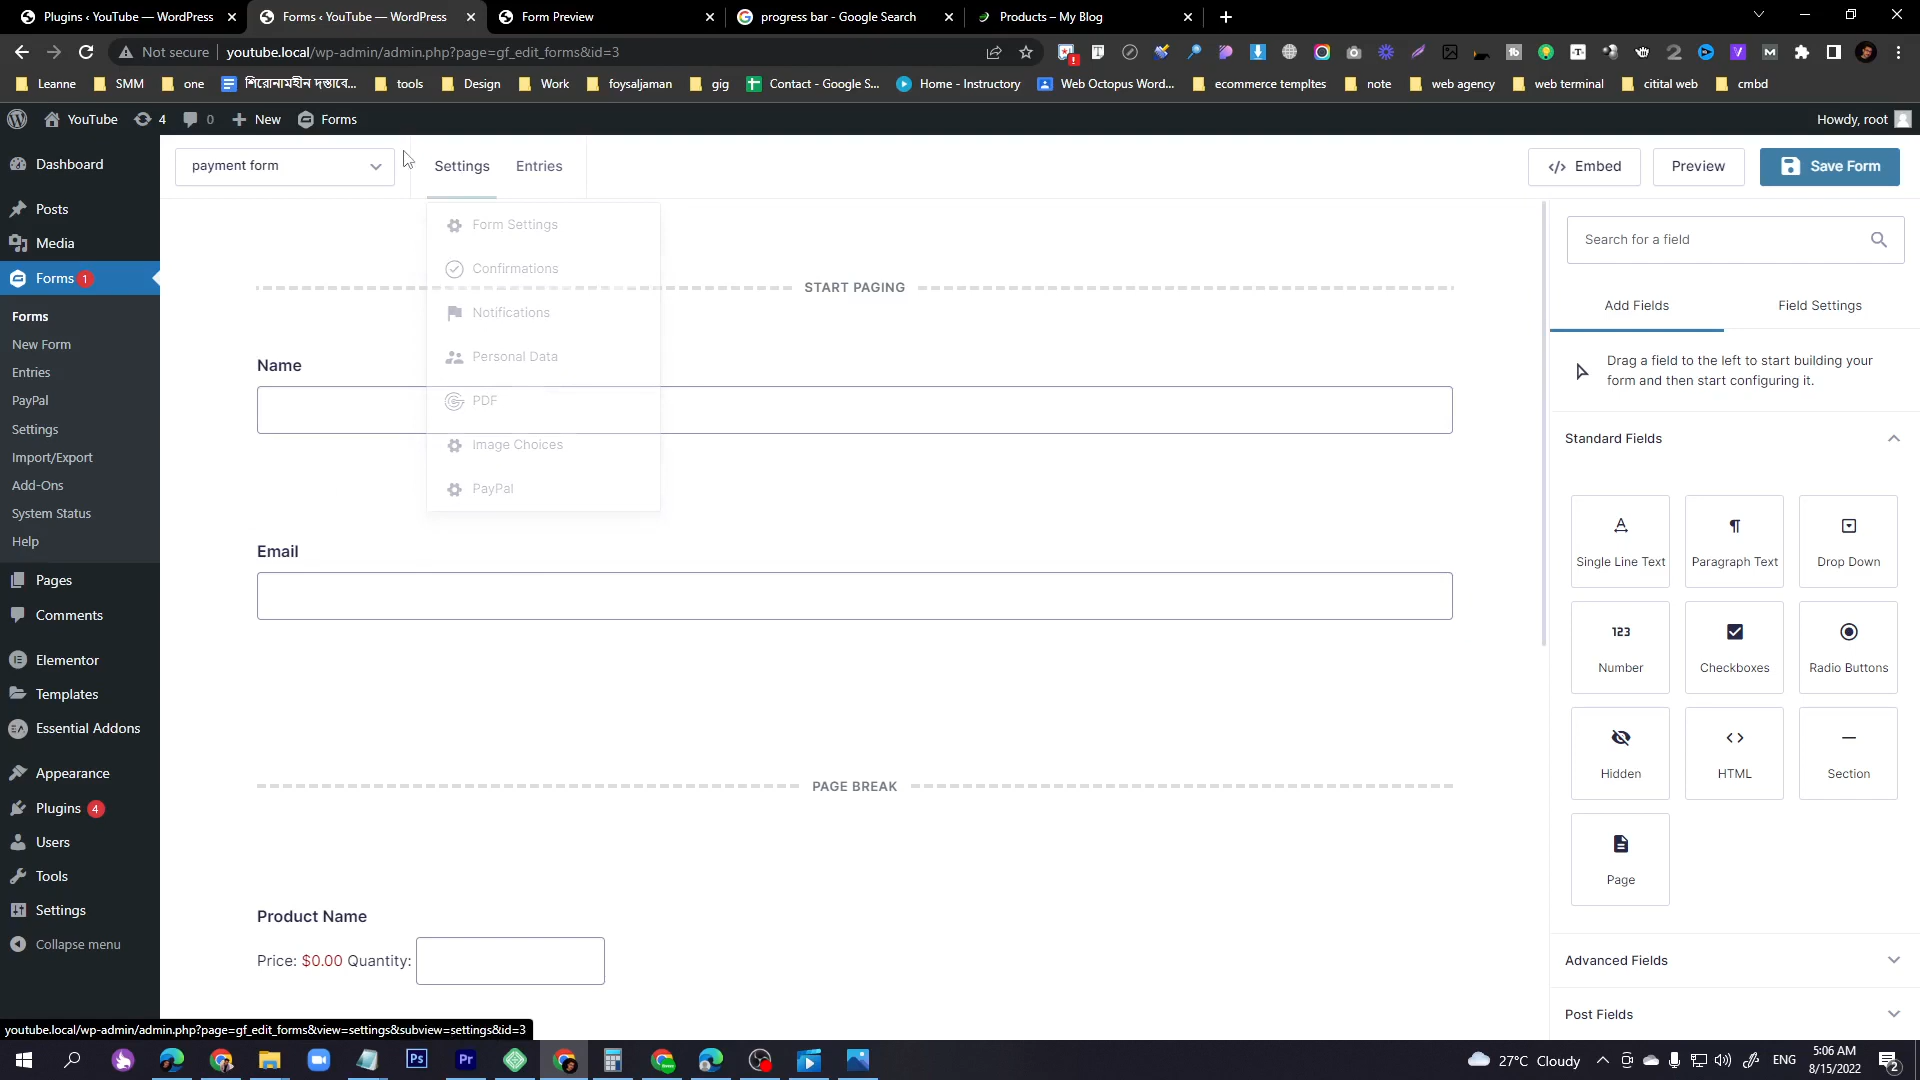 Plugins ‹ YouTube — WordPress
Forms ‹ YouTube — WordPress
Form Preview
progress bar - Google Search
Products – My Blog
Not secure
youtube.local/wp-admin/admin.php?page=gf_edit_forms&id=3
Leanne
SMM
one
শিরোনামহীন দস্তাবে...
tools
Design
Work
foysaljaman
gig
Contact - Google S...
Home - Instructory
Web Octopus Wor...
ecommerce templtes
note
web agency
web terminal
citital web
cmbd
YouTube
4
0
New
Forms
Howdy, root
Dashboard
Posts
Media
Forms 1
Forms
New Form
Entries
PayPal
Settings
Import/Export
Add-Ons
System Status
Help
Pages
Comments
Elementor
Templates
Essential Addons
Appearance
Plugins 4
Users
Tools
Settings
Collapse menu
payment form
Settings
Entries
Embed
Preview
Save Form
Form Settings
Confirmations
Notifications
Personal Data
PDF
Image Choices
PayPal
START PAGING
Name
Email
PAGE BREAK
Product Name
Price: $0.00 Quantity:
Search for a field
Add Fields
Field Settings
Drag a field to the left to start building your
form and then start configuring it.
Standard Fields
Single Line Text
Paragraph Text
Drop Down
123
Number
Checkboxes
Radio Buttons
Hidden
HTML
Section
Page
Advanced Fields
Post Fields
youtube.local/wp-admin/admin.php?page=gf_edit_forms&view=settings&subview=settings&id=3
Ps
Pr
27°C Cloudy
ENG
5:06 AM
8/15/2022
2